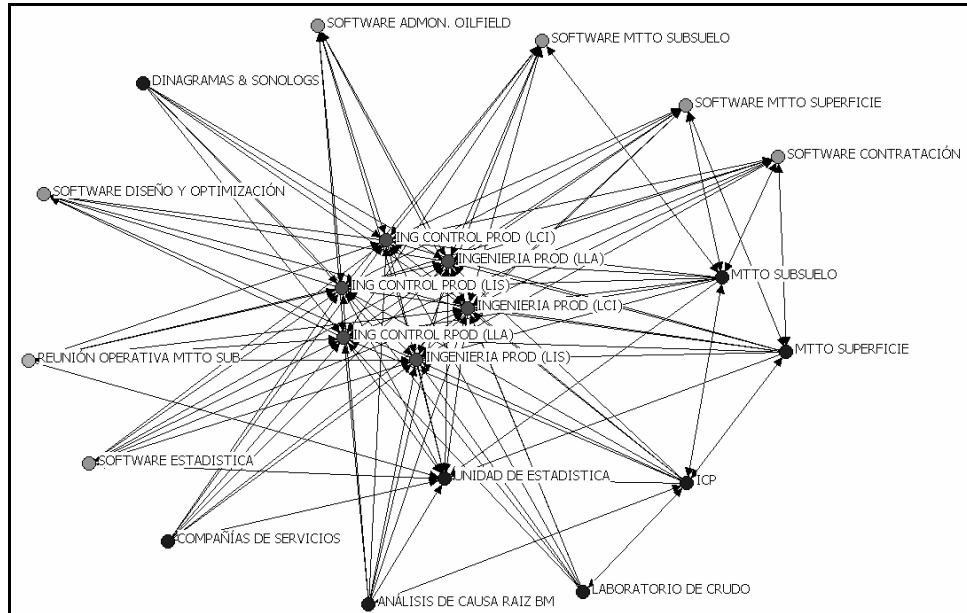 SOFTWARE ADMON. OILFIELD
SOFTWARE MTTO SUBSUELO
DINAGRAMAS & SONOLOGS
SOFTWARE MTTO SUPERFICIE
SOFTWARE CONTRATACIÓN
SOFTWARE DISEÑO Y OPTIMIZACIÓN
ING CONTROL PROD (LCI)
INGENIERIA PROD (LLA)
MTTO SUBSUELO
ING CONTROL PROD (LIS)
INGENIERIA PROD (LCI)
ING CONTROL RPOD (LLA)
MTTO SUPERFICIE
REUNIÓN OPERATIVA MTTO SUB
INGENIERIA PROD (LIS)
SOFTWARE ESTADISTICA
UNIDAD DE ESTADISTICA
ICP
COMPAÑÍAS DE SERVICIOS
LABORATORIO DE CRUDO
ANÁLISIS DE CAUSA RAIZ BM